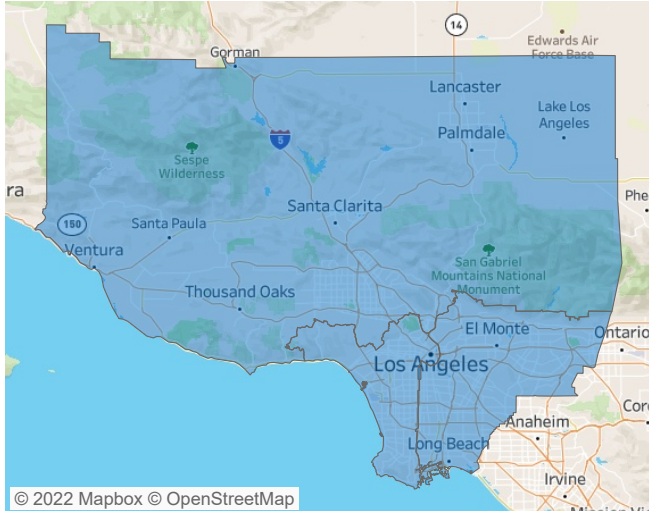 14
Gorman
Edwards Air
Force Base
Lancaster
Lake Los
Angeles
Palmdale
5
Sespe
Wilderness
ra
Phe
Santa Clarita
150
Santa Paula
Ventura
San Gabriel
Mountains National
Monument
Thousand Oaks
El Monte
Ontario
Los Angeles
Cor
Anaheim
Long Beach
Irvine
Mission Vi
© 2022 Mapbox © OpenStreetMap